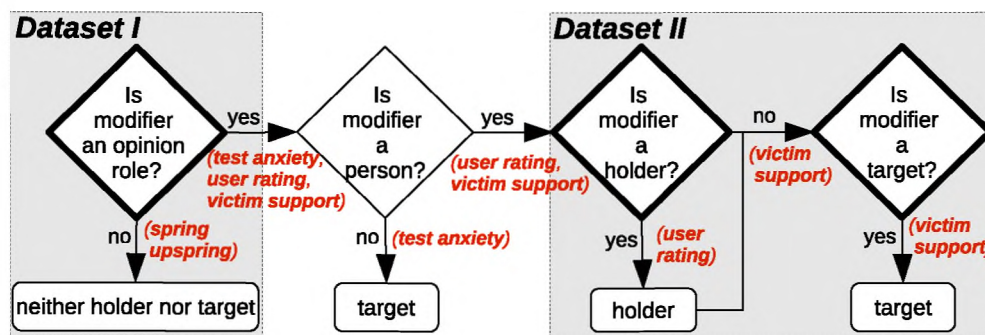 Dataset I
Is
modifier
an opinion
role?
yes
(test anxiety,
user rating,
victim support)
no
(spring
upspring)
neither holder nor target
Is
modifier
a
person?
yes
(user rating,
victim support)
no
(test anxiety)
target
Dataset II
Is
modifier
a
holder?
no
(victim
support)
yes
(user
rating)
holder
Is
modifier
a
target?
yes
(victim
support)
target